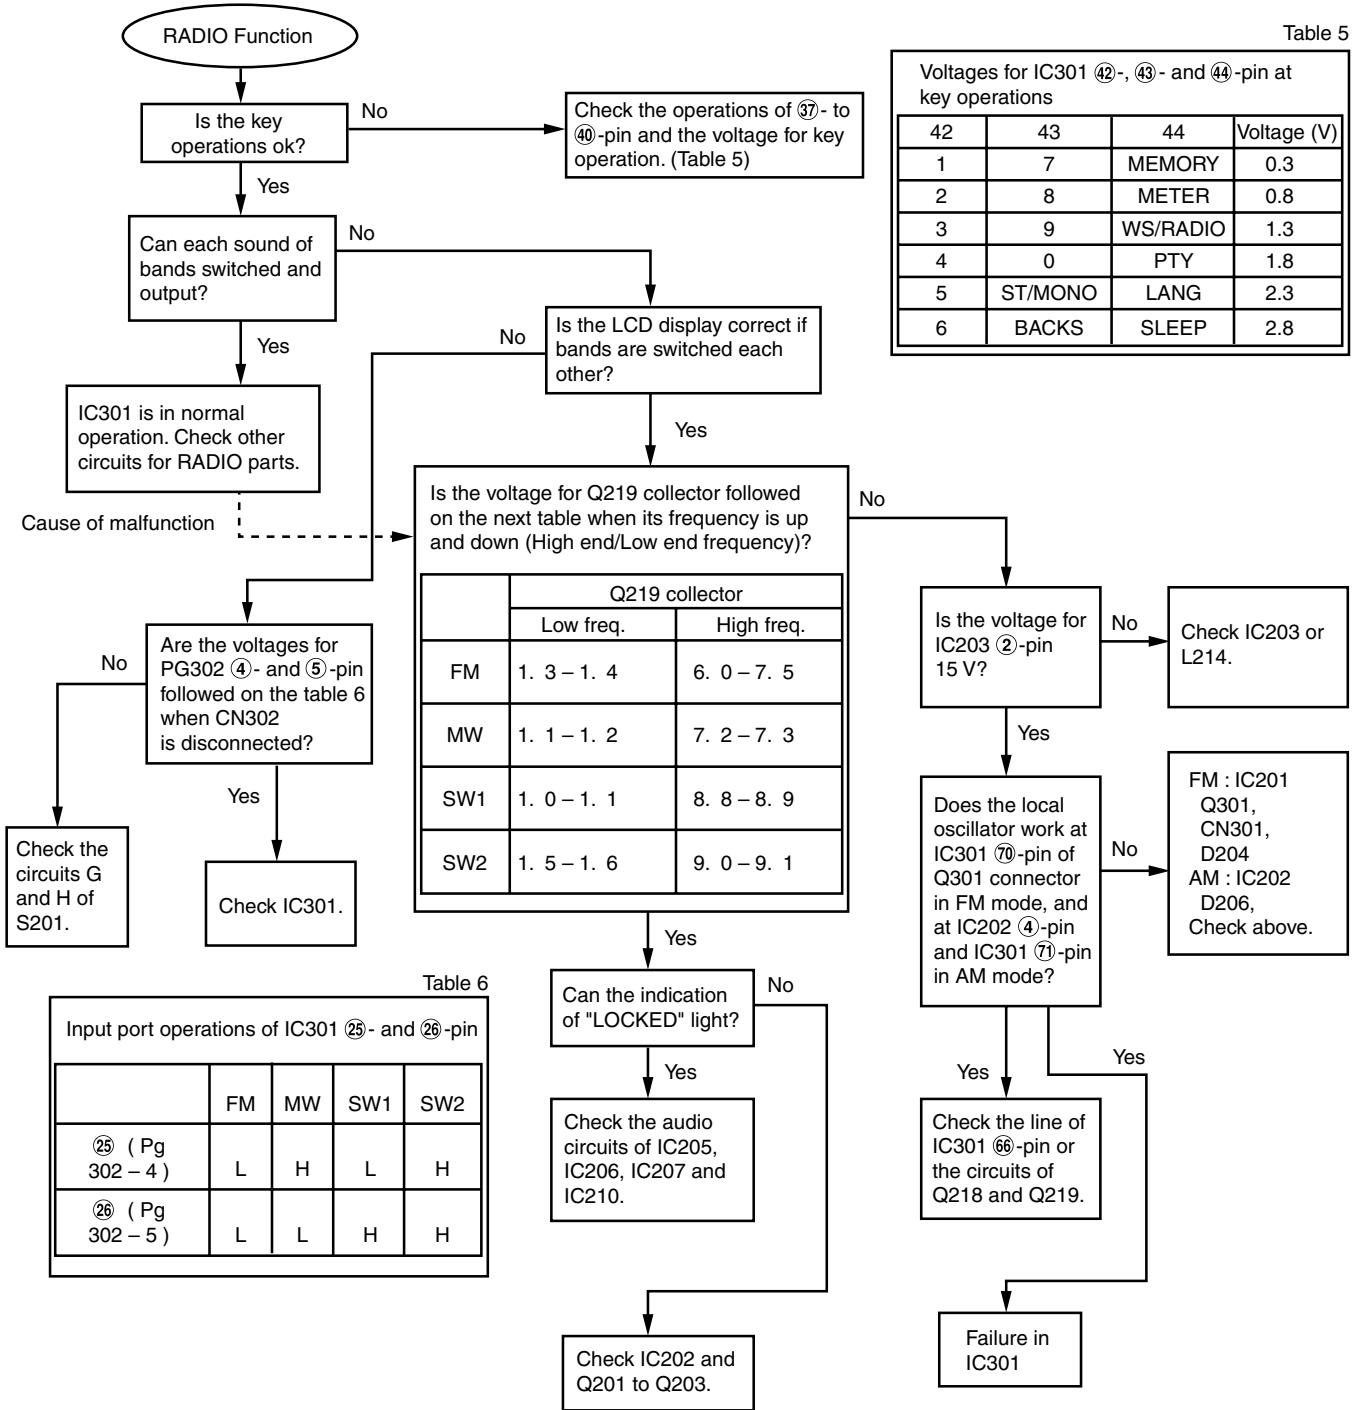 RADIO Function
Is the key
operations ok?
No
Check the operations of ㊲- to
㊵-pin and the voltage for key
operation. (Table 5)
Yes
Can each sound of
bands switched and
output?
No
Yes
IC301 is in normal
operation. Check other
circuits for RADIO parts.
Cause of malfunction
Is the LCD display correct if
bands are switched each
other?
No
Yes
Table 5
Voltages for IC301 ㊷-, ㊸- and ㊹-pin at
key operations
42 43 44 Voltage (V)
1 7 MEMORY 0.3
2 8 METER 0.8
3 9 WS/RADIO 1.3
4 0 PTY 1.8
5 ST/MONO LANG 2.3
6 BACKS SLEEP 2.8
Is the voltage for Q219 collector followed
on the next table when its frequency is up
and down (High end/Low end frequency)?
Q219 collector
Low freq. High freq.
FM 1. 3 – 1. 4 6. 0 – 7. 5
MW 1. 1 – 1. 2 7. 2 – 7. 3
SW1 1. 0 – 1. 1 8. 8 – 8. 9
SW2 1. 5 – 1. 6 9. 0 – 9. 1
No
Yes
Are the voltages for
PG302 ④- and ⑤-pin
followed on the table 6
when CN302
is disconnected?
No
Yes
Check the
circuits G
and H of
S201.
Check IC301.
Is the voltage for
IC203 ②-pin
15 V?
No
Check IC203 or
L214.
Yes
Does the local
oscillator work at
IC301 70-pin of
Q301 connector
in FM mode, and
at IC202 ④-pin
and IC301 71-pin
in AM mode?
No
FM : IC201
Q301,
CN301,
D204
AM : IC202
D206,
Check above.
Yes
Yes
Check the line of
IC301 66-pin or
the circuits of
Q218 and Q219.
Failure in
IC301
Can the indication
of "LOCKED" light?
No
Yes
Check the audio
circuits of IC205,
IC206, IC207 and
IC210.
Check IC202 and
Q201 to Q203.
Table 6
Input port operations of IC301 ㉕- and ㉖-pin
FM MW SW1 SW2
㉕ ( Pg
302 – 4 ) L H L H
㉖ ( Pg
302 – 5 ) L L H H